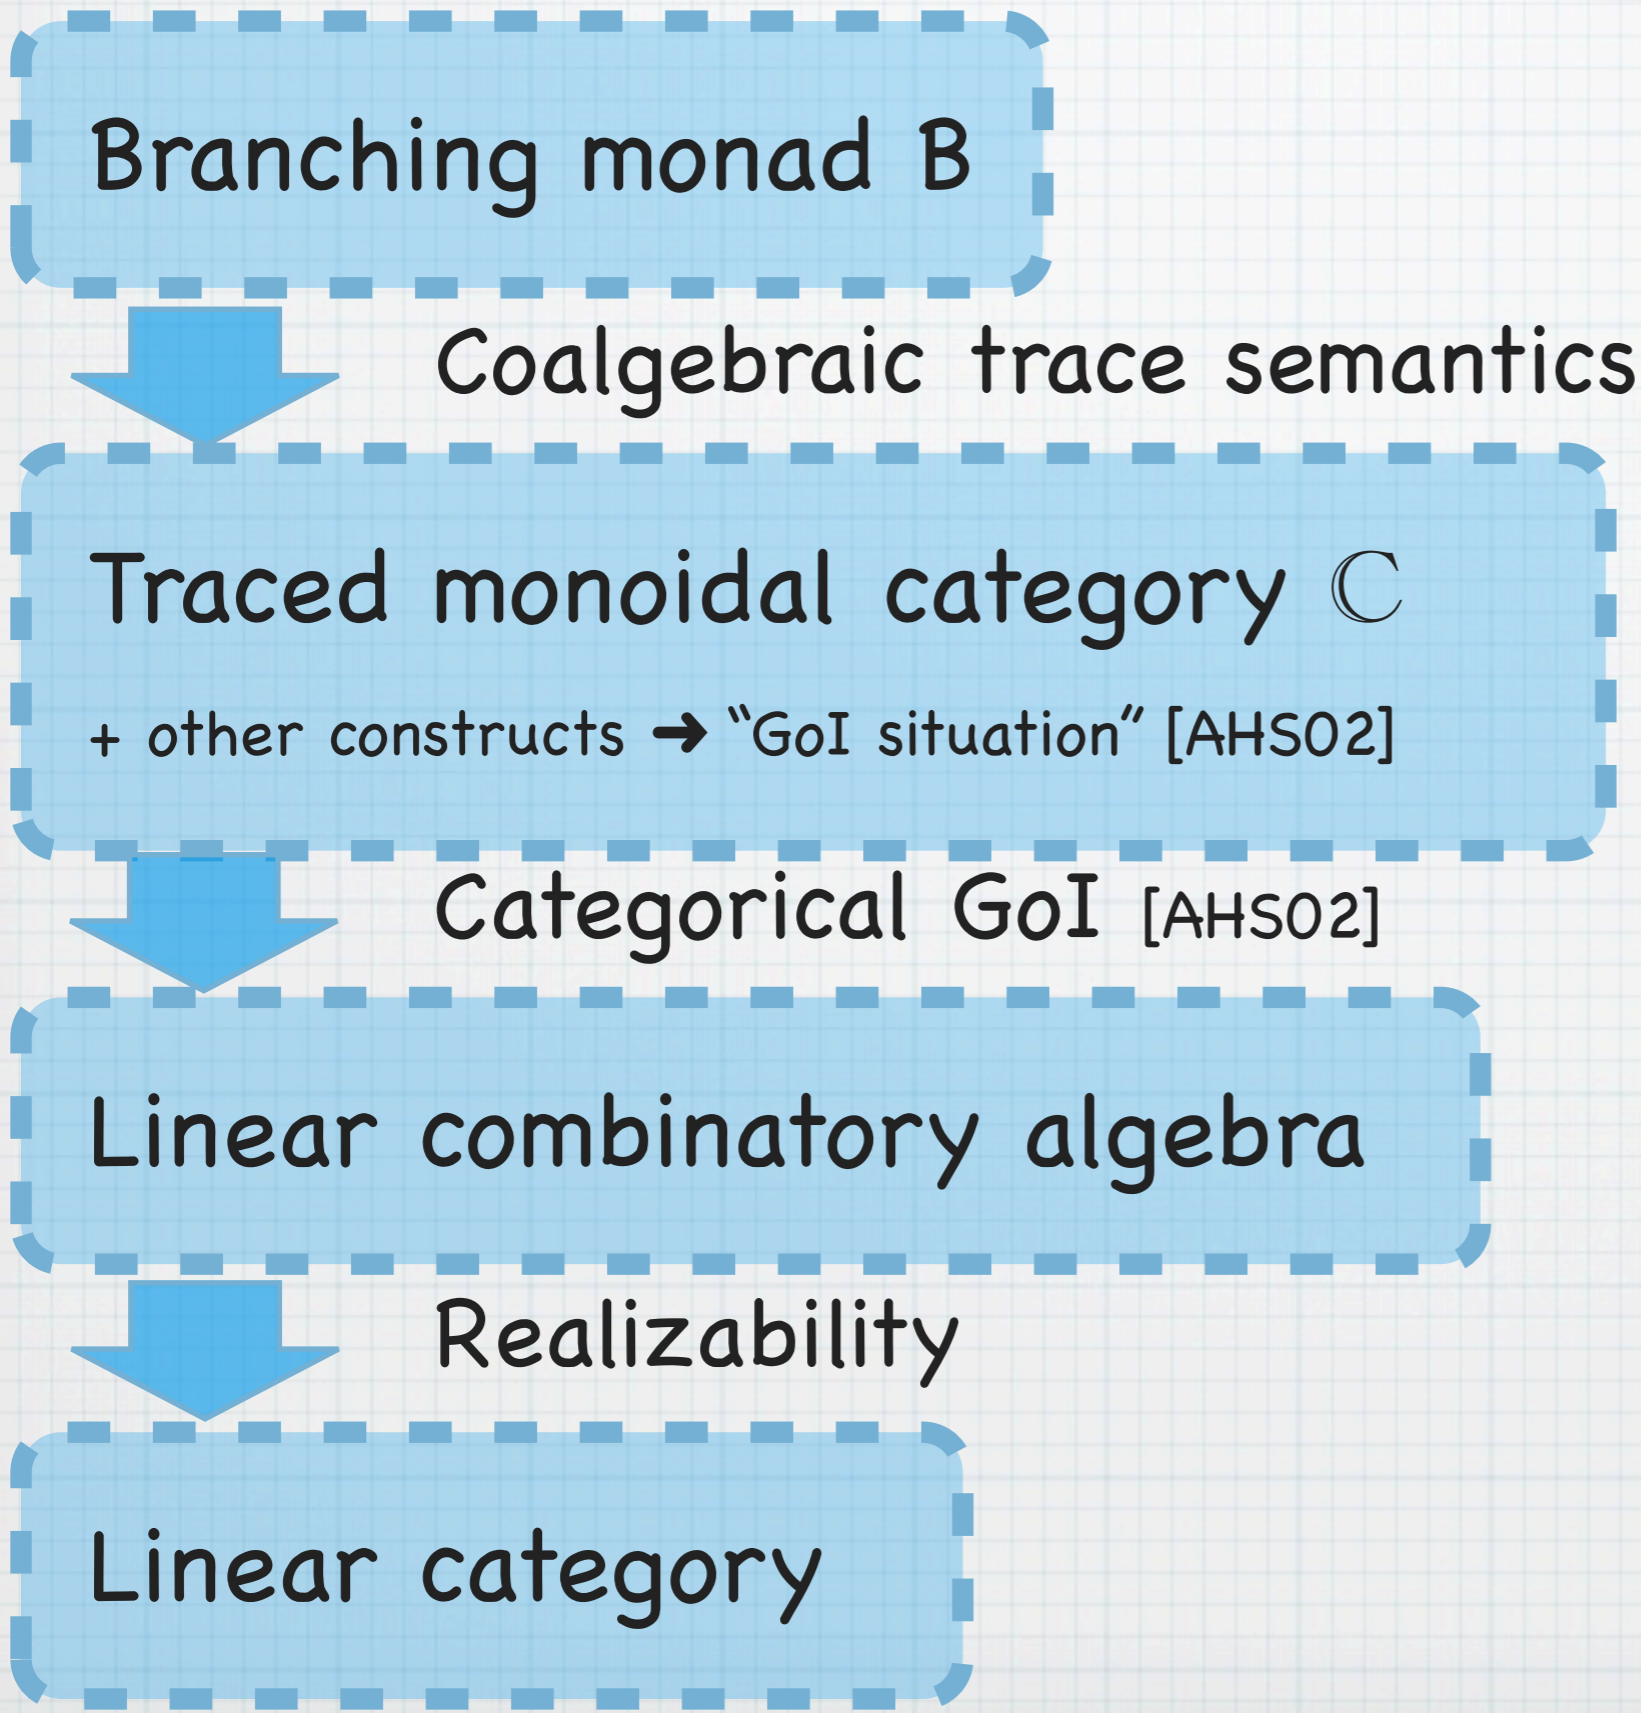 Branching monad B
Coalgebraic trace semantics
Traced monoidal category ℂ
+ other constructs ➜ “GoI situation” [AHS02]
Categorical GoI [AHS02]
Linear combinatory algebra
Realizability
Linear category